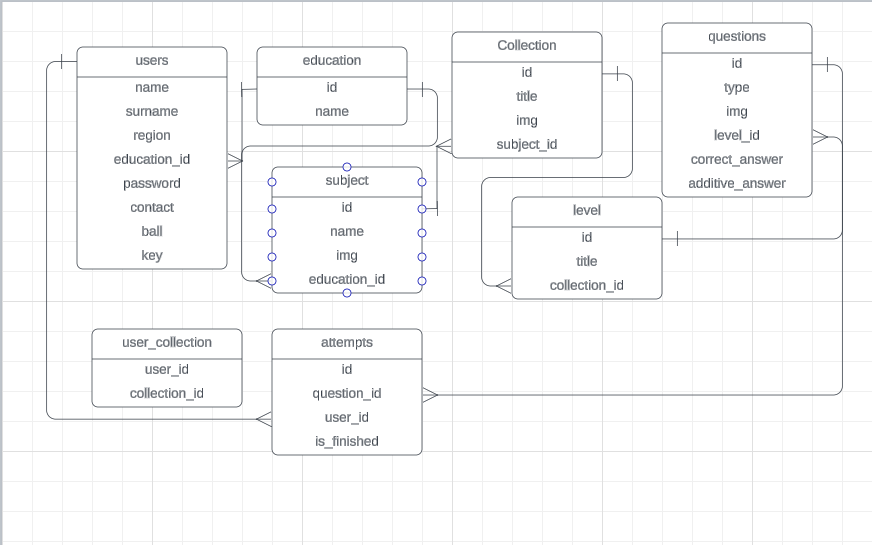 users
name
surname
region
education_id
password
contact
ball
key
education
id
name
Collection
id
title
img
subject_id
questions
id
type
img
level_id
correct_answer
additive_answer
subject
id
name
img
education_id
level
id
title
collection_id
user_collection
user_id
collection_id
attempts
id
question_id
user_id
is_finished